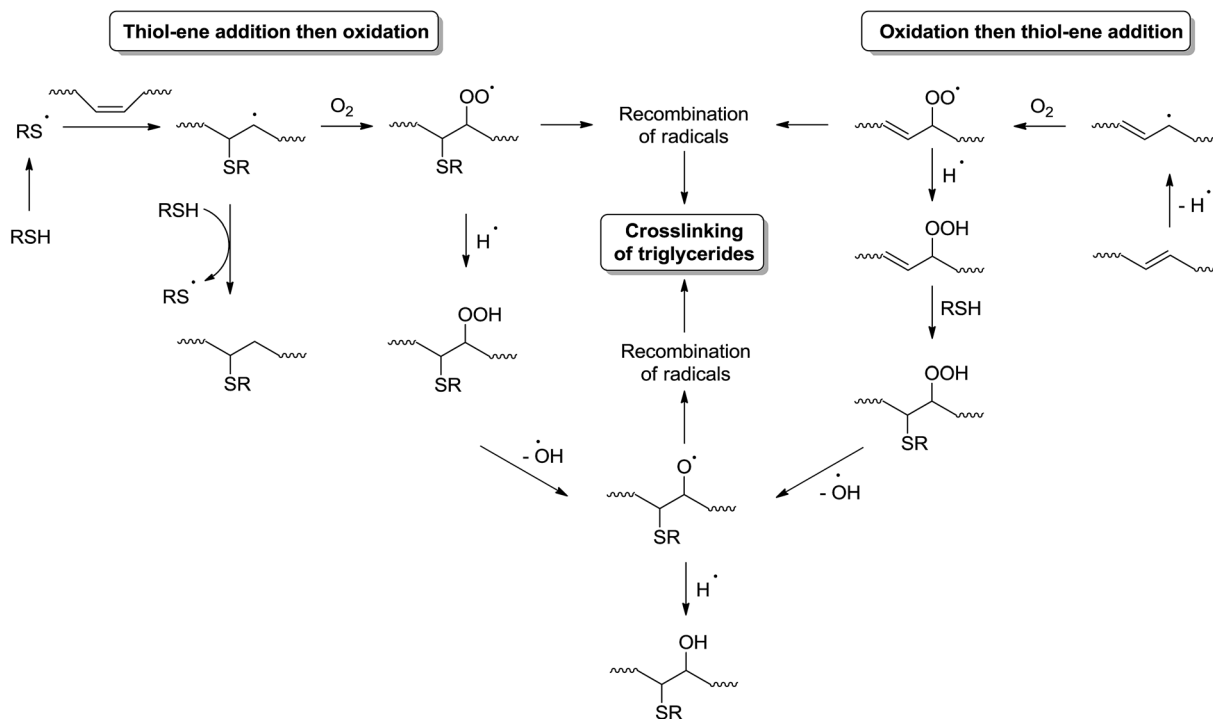 Thiol-ene addition then oxidation
Oxidation then thiol-ene addition
RS•
SR
O2
OO•
SR
Recombination
of radicals
OO•
O2
•
RSH
RSH
RS•
H•
Crosslinking
of triglycerides
H•
OOH
- H•
SR
OOH
SR
Recombination
of radicals
RSH
OOH
SR
- •OH
O•
SR
- •OH
H•
OH
SR